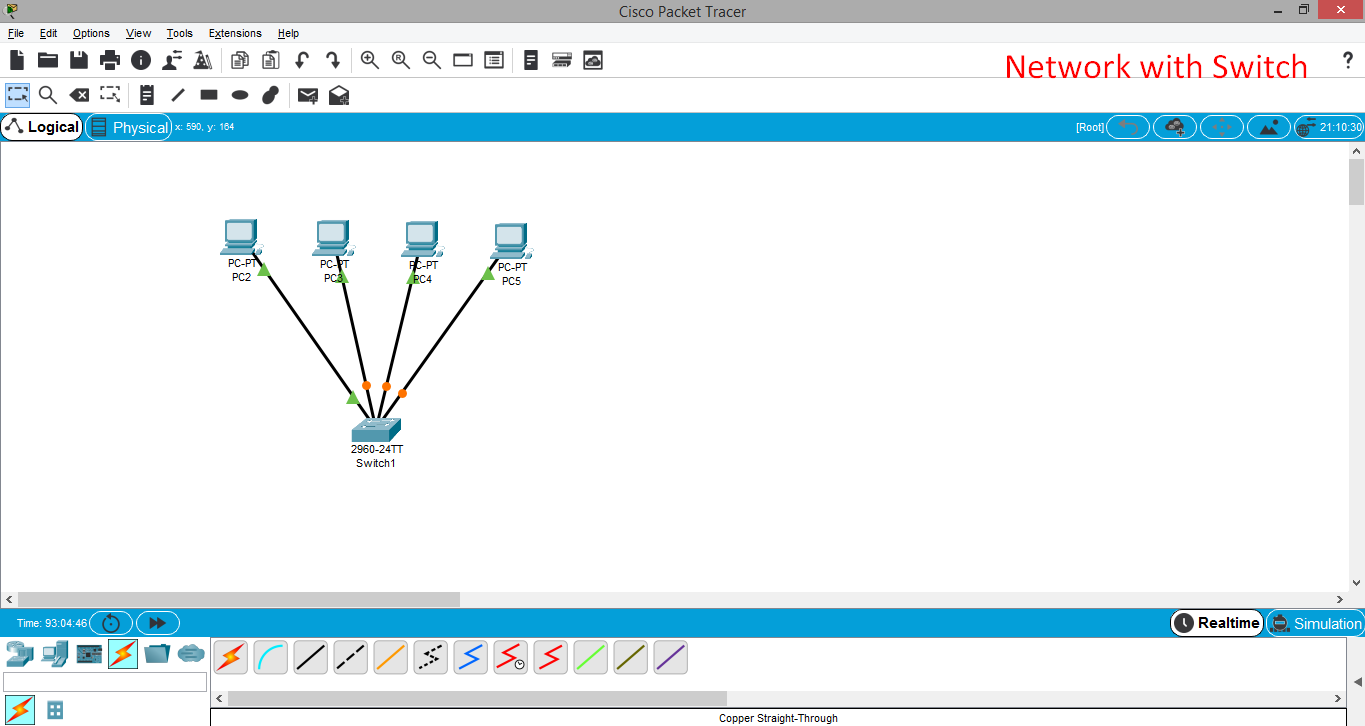 Cisco Packet Tracer
File Edit Options View Tools Extensions Help
Network with Switch
?
Logical Physical x: 590, y: 164 [Root] 21:10:30
PC-PT PC-PT PC-PT PC-PT
PC2 PC3 PC4 PC5
2960-24TT
Switch1
Time: 93:04:46 Realtime Simulation
Copper Straight-Through